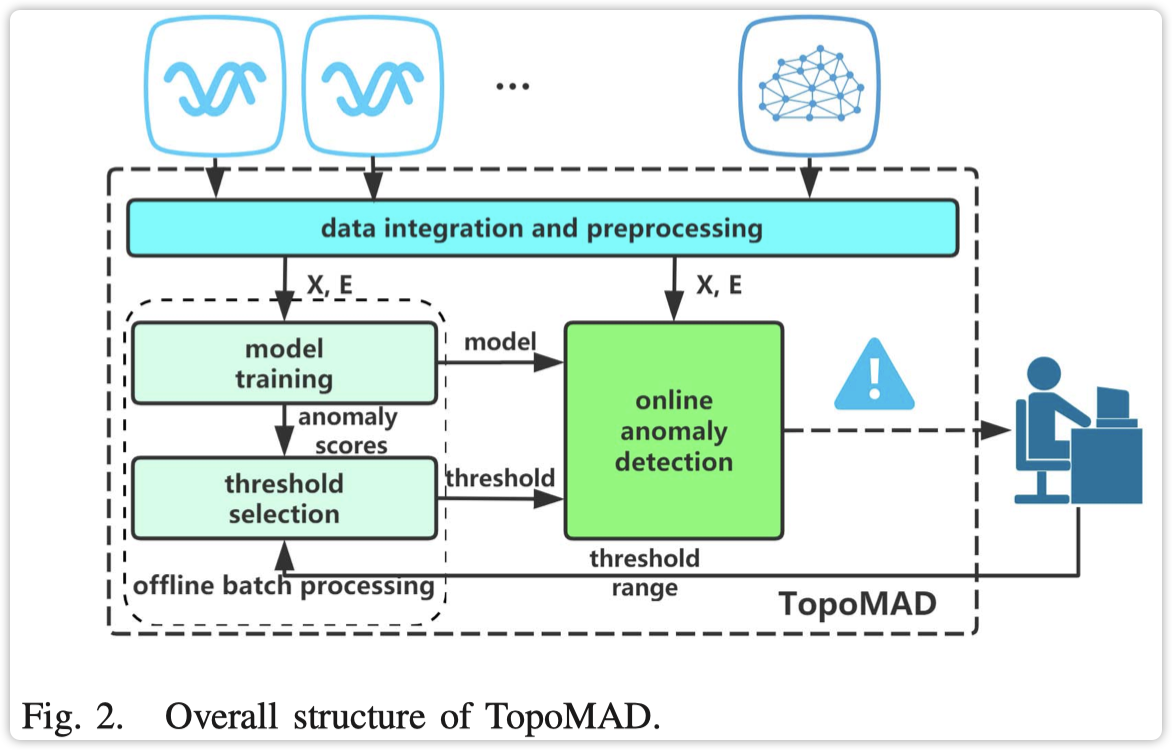 ...
data integration and preprocessing
X, E
X, E
model
training
model
anomaly
scores
threshold
selection
threshold
online
anomaly
detection
!
threshold
range
offline batch processing
TopoMAD
Fig. 2. Overall structure of TopoMAD.